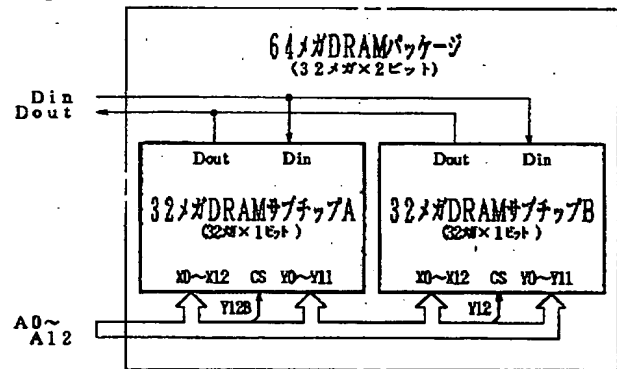 64メガDRAMパッケージ
(32メガ×2ビット)
Din
Dout
Dout Din
Dout Din
32メガDRAMサブチップA
(32メガ×1ビット)
32メガDRAMサブチップB
(32メガ×1ビット)
X0〜X12 CS Y0〜Y11
X0〜X12 CS Y0〜Y11
Y12B
Y12
A0〜
A12